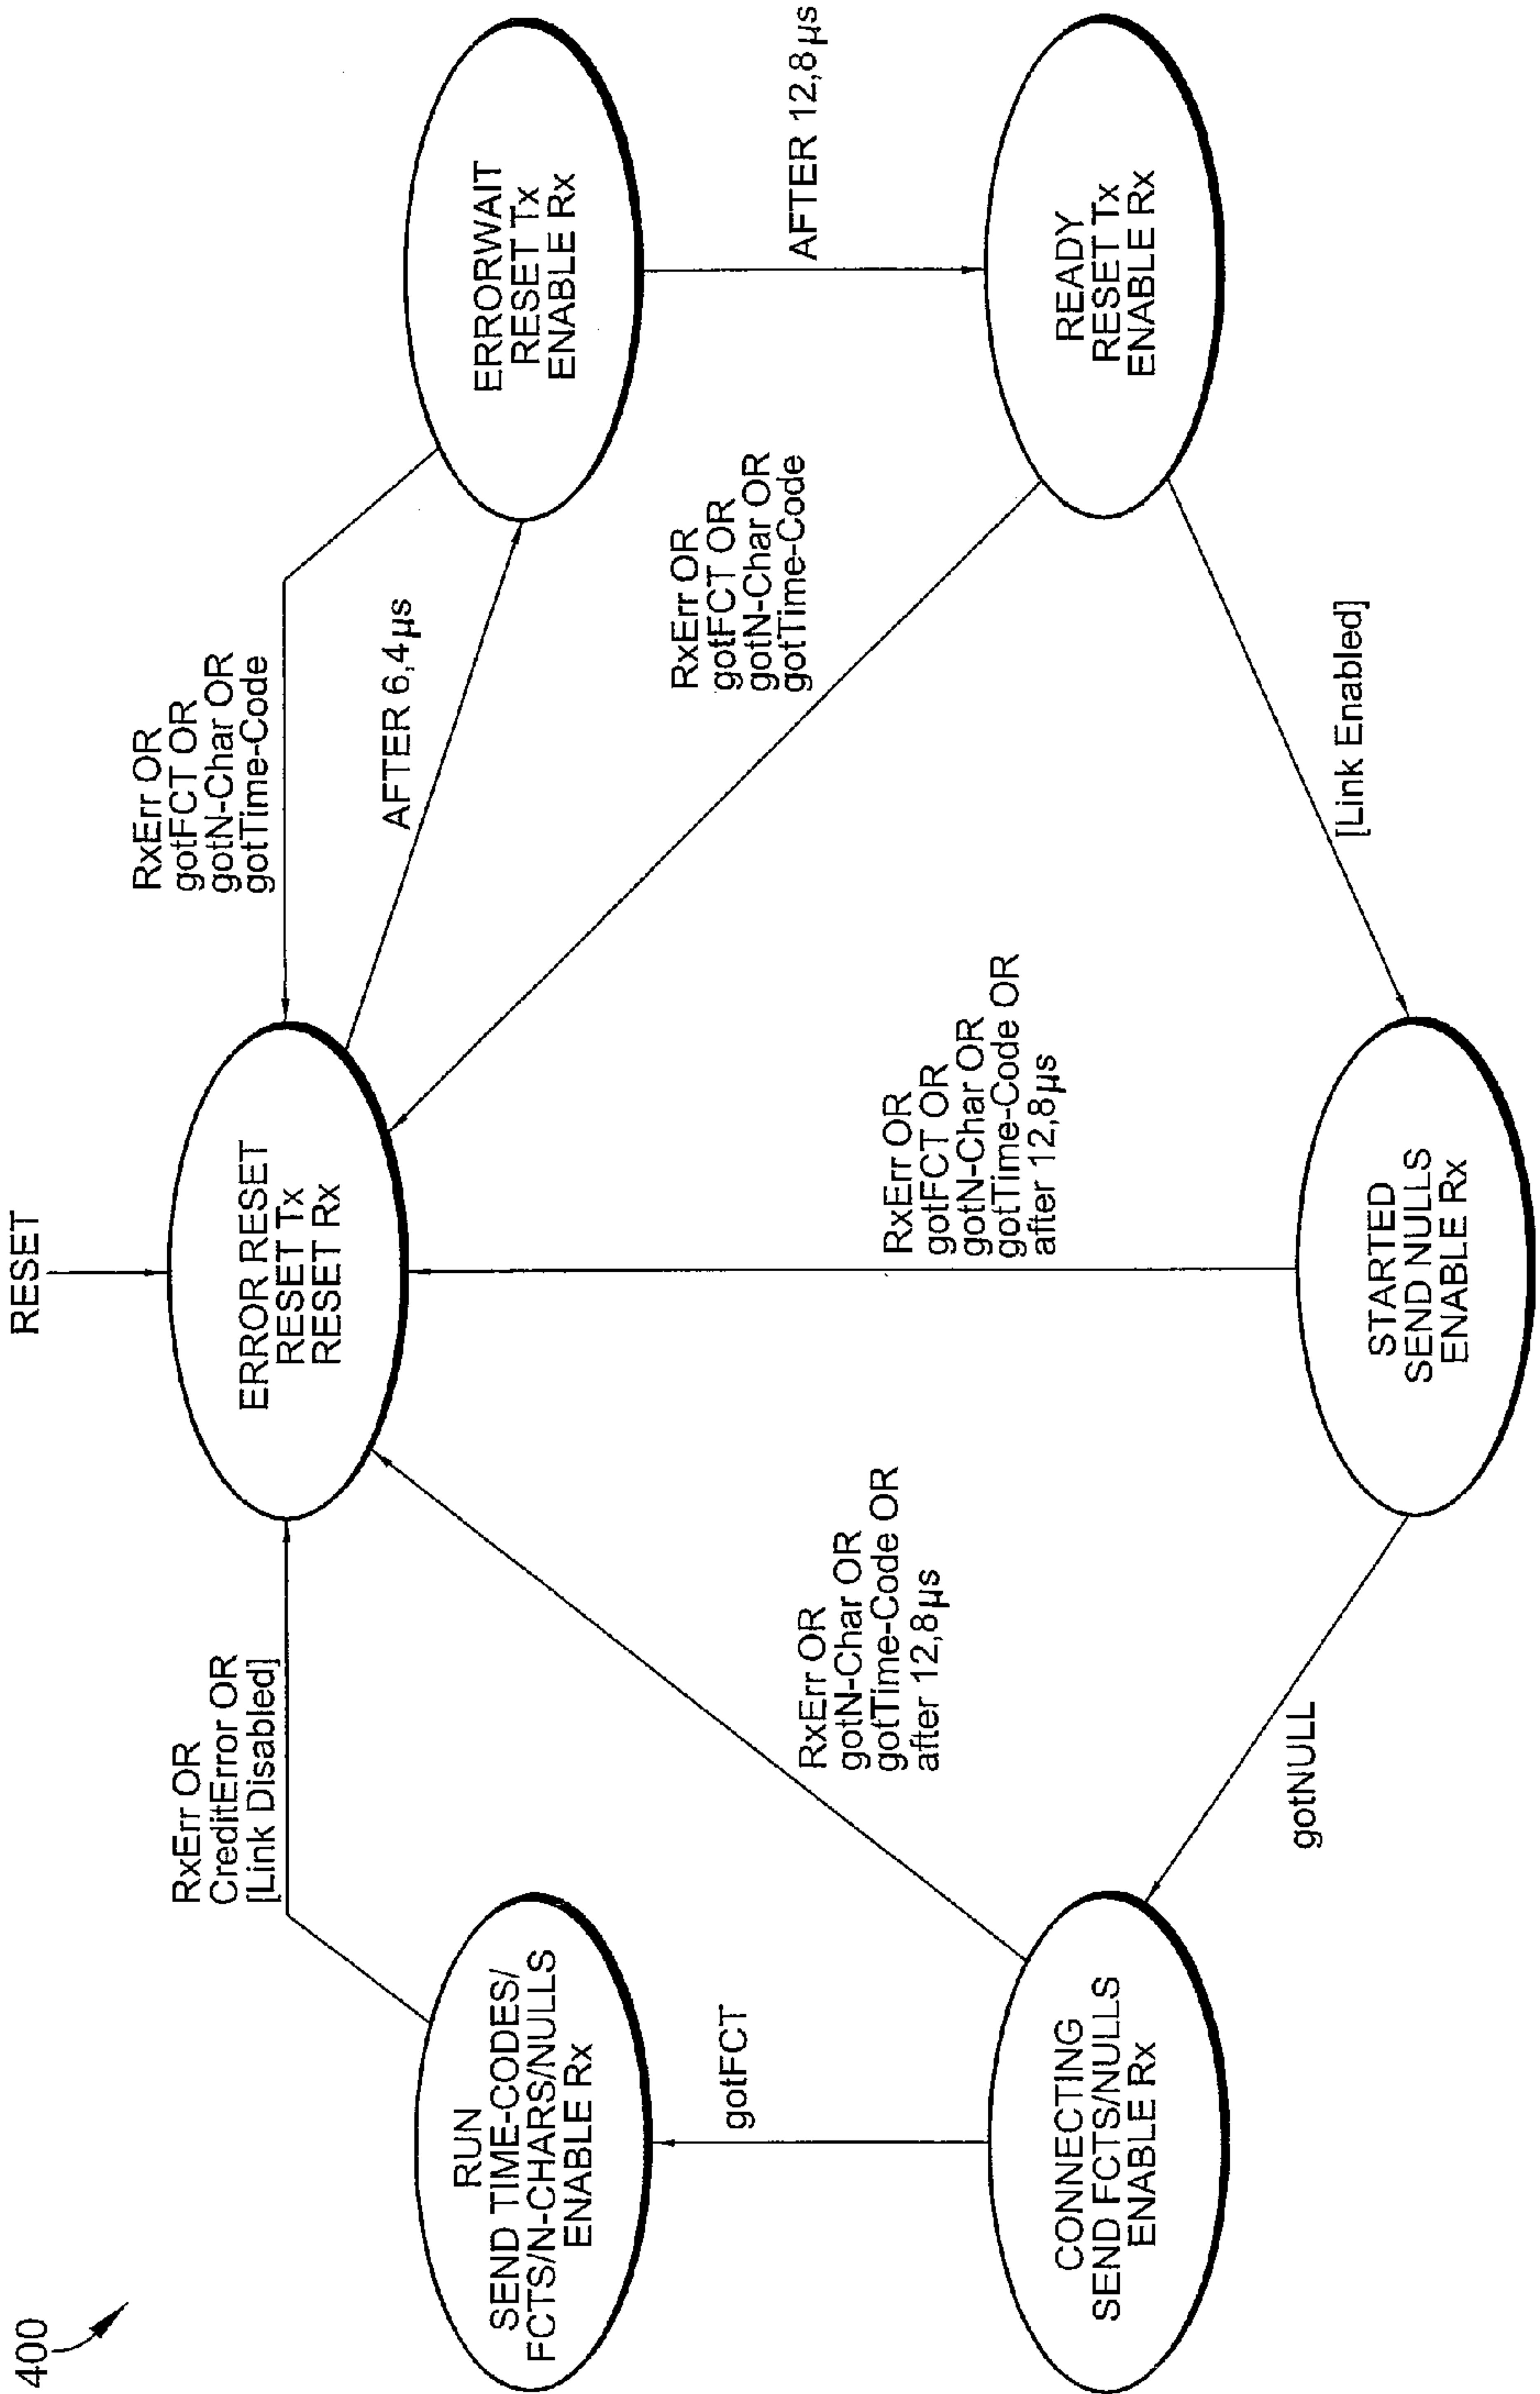 400
RESET
ERROR RESET
RESET Tx
RESET Rx
RxErr OR
gotFCT OR
gotN-Char OR
gotTime-Code
AFTER 6,4µs
ERRORWAIT
RESET Tx
ENABLE Rx
AFTER 12,8µs
READY
RESET Tx
ENABLE Rx
RxErr OR
gotFCT OR
gotN-Char OR
gotTime-Code
[Link Enabled]
STARTED
SEND NULLS
ENABLE Rx
RxErr OR
gotFCT OR
gotN-Char OR
gotTime-Code OR
after 12,8µs
gotNULL
CONNECTING
SEND FCTS/NULLS
ENABLE Rx
RxErr OR
gotN-Char OR
gotTime-Code OR
after 12,8µs
gotFCT
RUN
SEND TIME-CODES/
FCTS/N-CHARS/NULLS
ENABLE Rx
RxErr OR
CreditError OR
[Link Disabled]